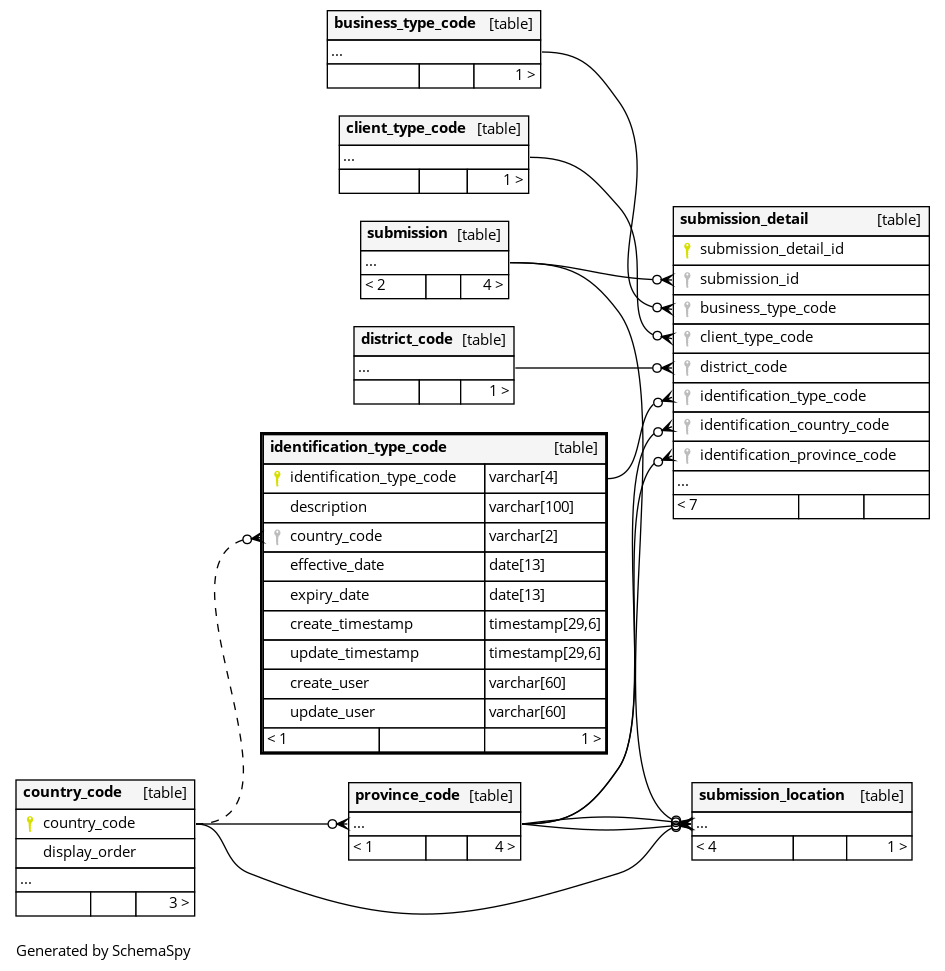 business_type_code [table]
...
1 >
client_type_code [table]
...
1 >
submission [table]
...
< 2 4 >
district_code [table]
...
1 >
submission_detail [table]
submission_detail_id
submission_id
business_type_code
client_type_code
district_code
identification_type_code
identification_country_code
identification_province_code
...
< 7
identification_type_code [table]
identification_type_code varchar[4]
description varchar[100]
country_code varchar[2]
effective_date date[13]
expiry_date date[13]
create_timestamp timestamp[29,6]
update_timestamp timestamp[29,6]
create_user varchar[60]
update_user varchar[60]
< 1 1 >
country_code [table]
country_code
display_order
...
3 >
province_code [table]
...
< 1 4 >
submission_location [table]
...
< 4 1 >
Generated by SchemaSpy